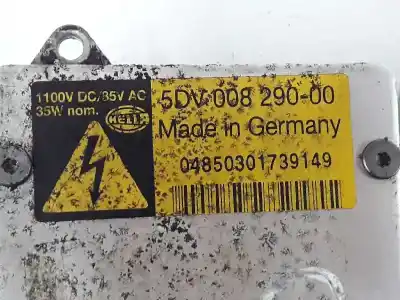 1100V DC/85V AC
35W nom.
HELLA
5DV 008 290-00
Made in Germany
04850301739149